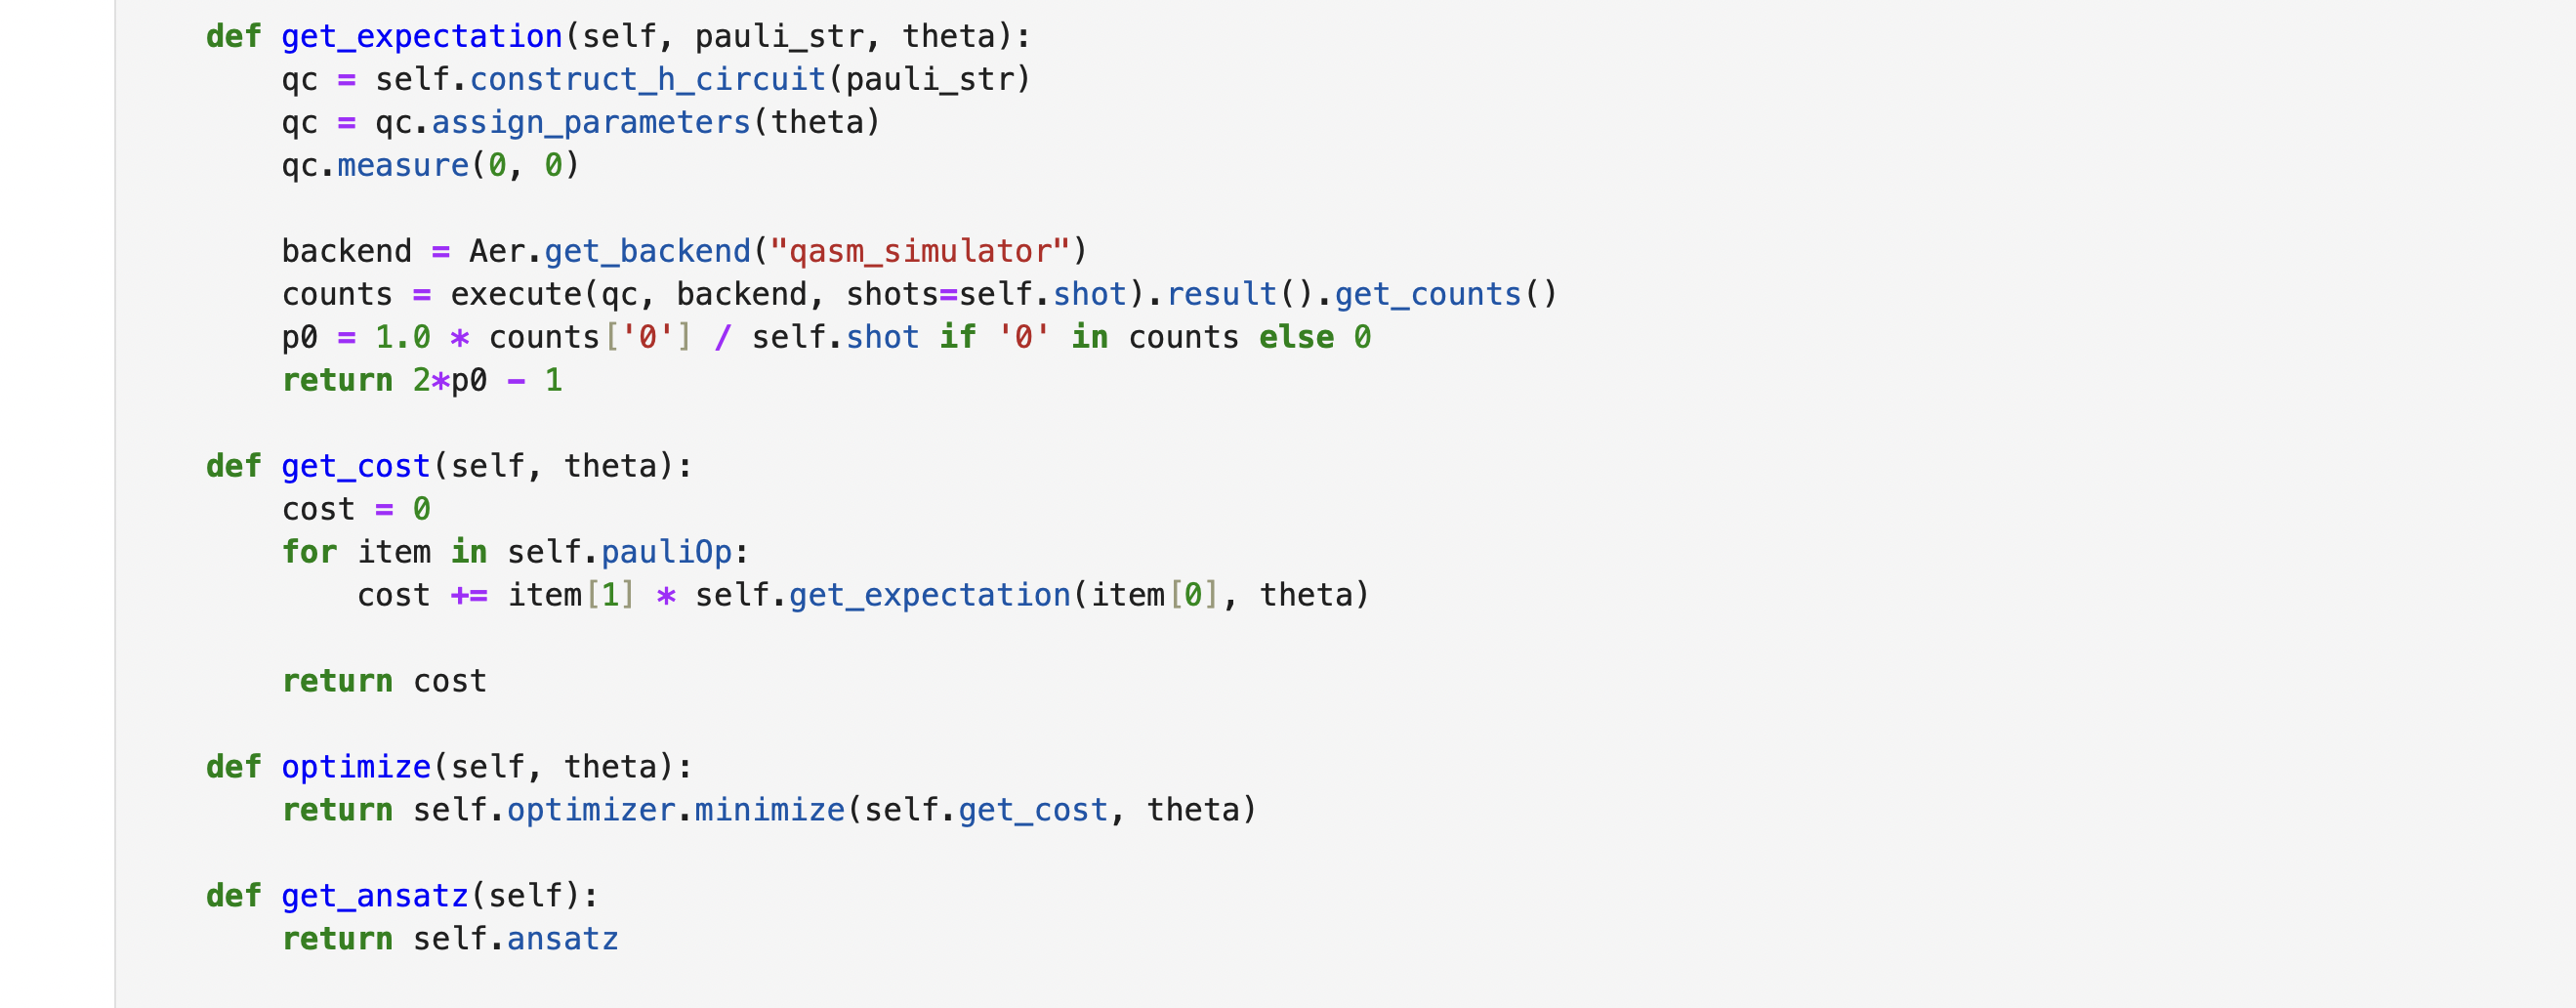 def get_expectation(self, pauli_str, theta):
    qc = self.construct_h_circuit(pauli_str)
    qc = qc.assign_parameters(theta)
    qc.measure(0, 0)

    backend = Aer.get_backend("qasm_simulator")
    counts = execute(qc, backend, shots=self.shot).result().get_counts()
    p0 = 1.0 * counts['0'] / self.shot if '0' in counts else 0
    return 2*p0 - 1

def get_cost(self, theta):
    cost = 0
    for item in self.pauliOp:
        cost += item[1] * self.get_expectation(item[0], theta)

    return cost

def optimize(self, theta):
    return self.optimizer.minimize(self.get_cost, theta)

def get_ansatz(self):
    return self.ansatz